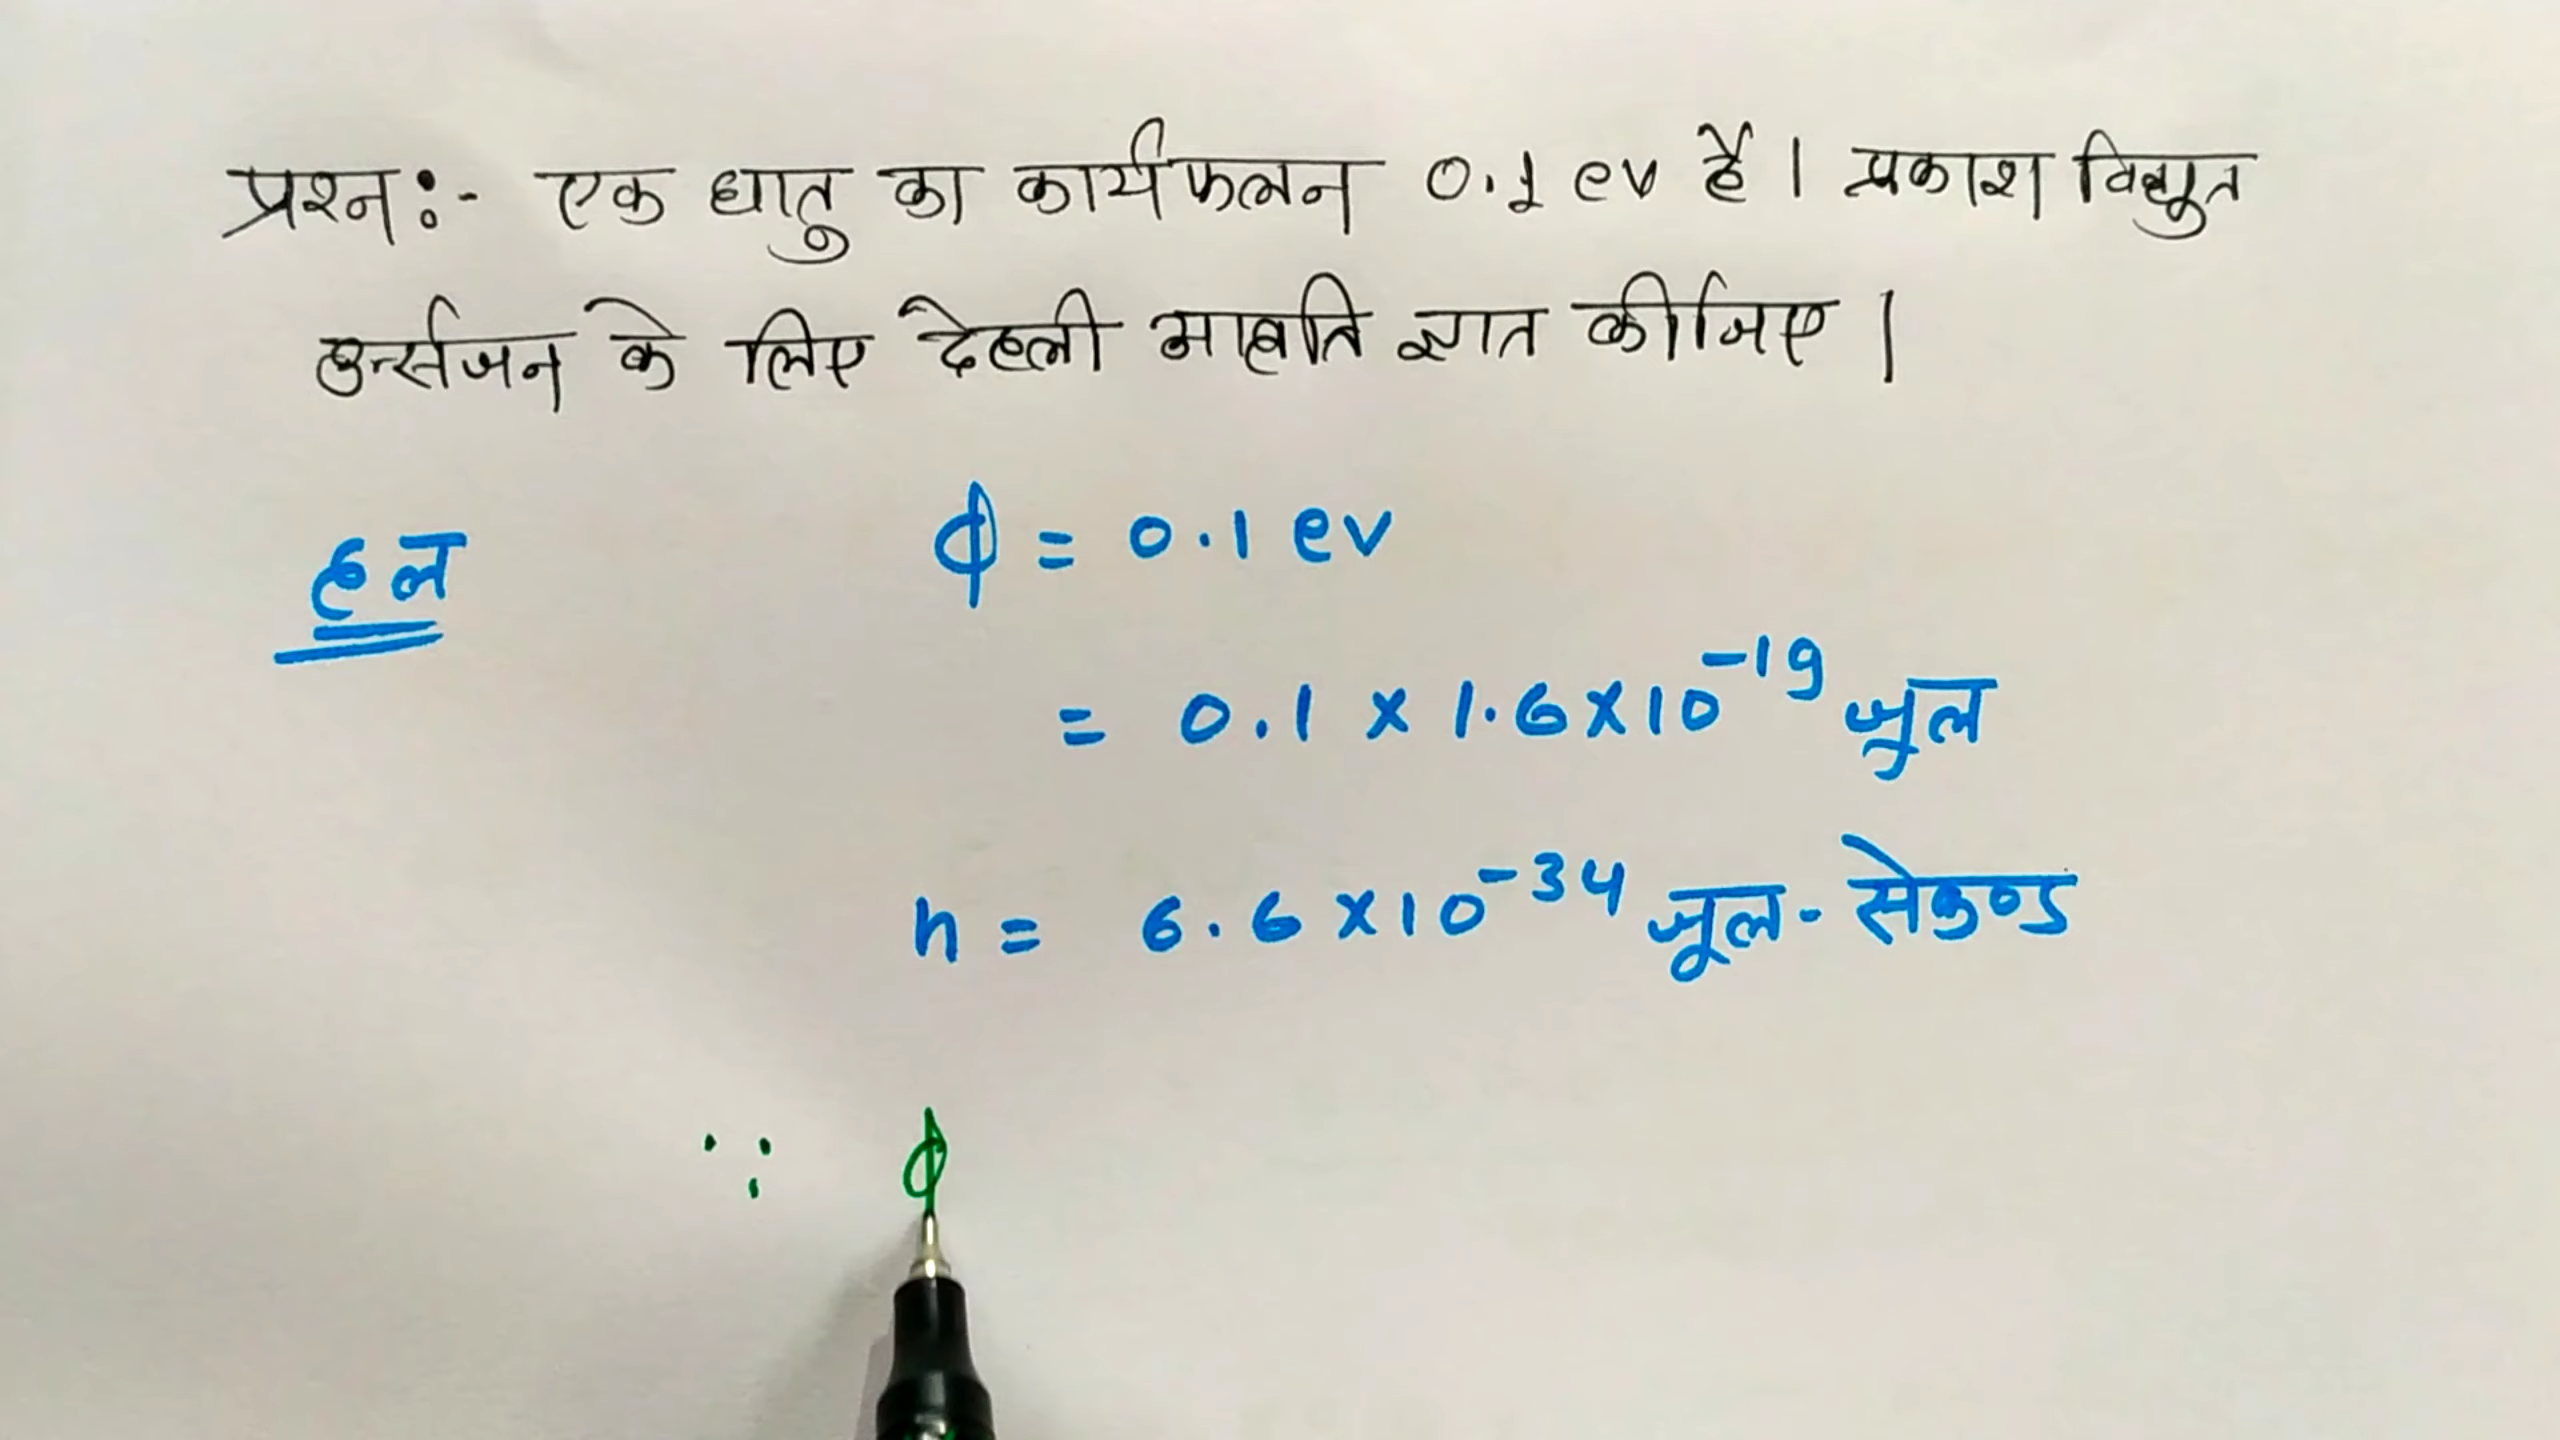 प्रश्न:- एक धातु का कार्यफलन 0.1 ev है। प्रकाश विद्युत
उत्सर्जन के लिए देहली आवृति ज्ञात कीजिए।
हल
ϕ = 0.1 ev
= 0.1 × 1.6×10⁻¹⁹ जूल
h = 6.6×10⁻³⁴ जूल-सेकण्ड
∵ ϕ